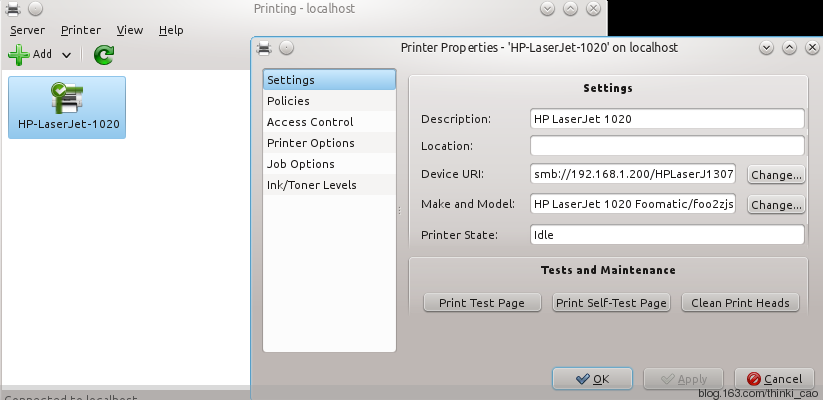 Printing - localhost
Server Printer View Help
Add
HP-LaserJet-1020
Connected to localhost
Printer Properties - 'HP-LaserJet-1020' on localhost
Settings
Policies
Access Control
Printer Options
Job Options
Ink/Toner Levels
Settings
Description: HP LaserJet 1020
Location:
Device URI: smb://192.168.1.200/HPLaserJ1307 Change...
Make and Model: HP LaserJet 1020 Foomatic/foo2zjs Change...
Printer State: Idle
Tests and Maintenance
Print Test Page Print Self-Test Page Clean Print Heads
OK Apply Cancel
blog.163.com/thinki_cao